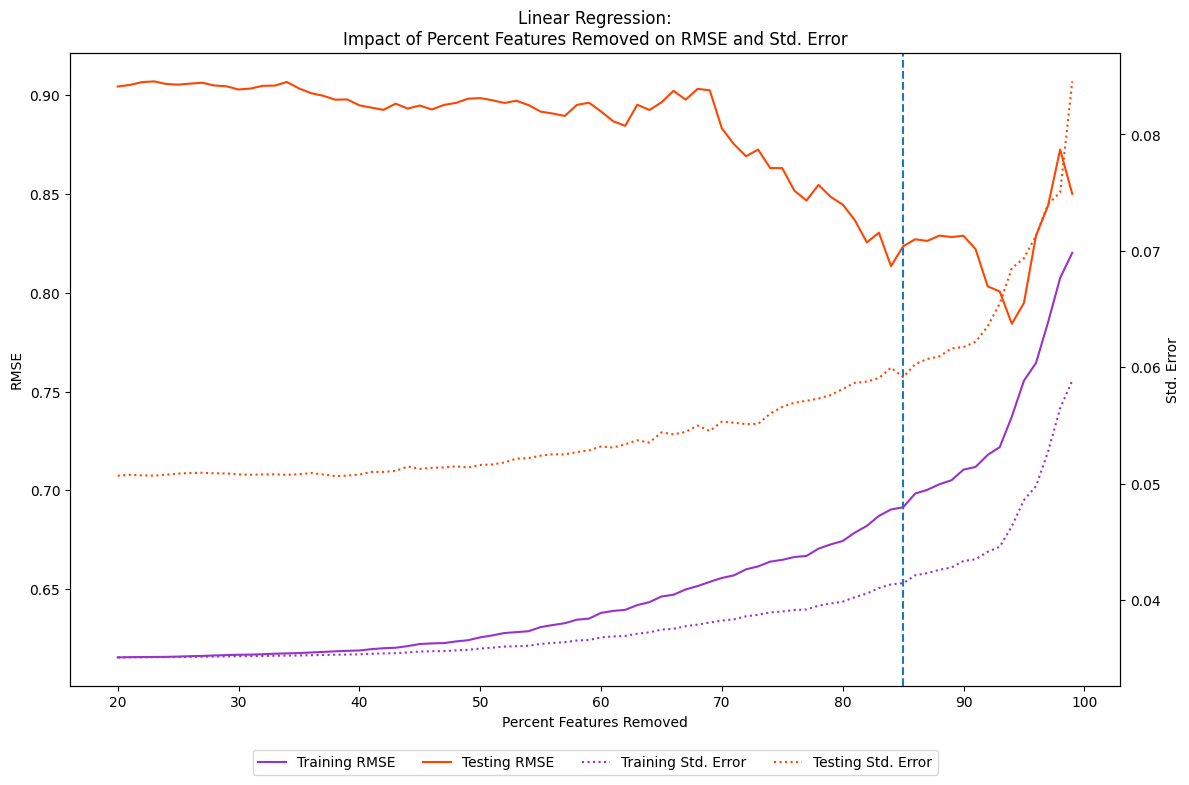 Linear Regression:
Impact of Percent Features Removed on RMSE and Std. Error
0.90
0.85
0.80
0.75
0.70
0.65
RMSE
0.08
0.07
0.06
0.05
0.04
Std. Error
20 30 40 50 60 70 80 90 100
Percent Features Removed
Training RMSE Testing RMSE Training Std. Error Testing Std. Error